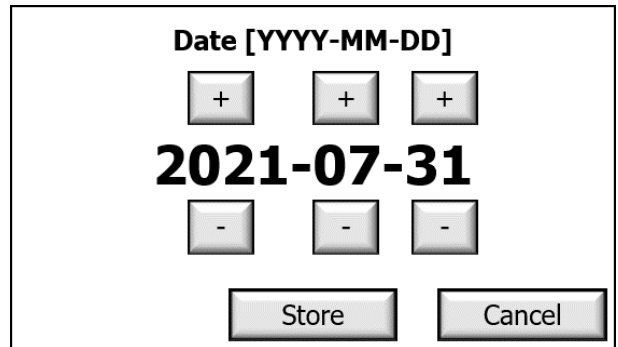 Date [YYYY-MM-DD]
+ + +
2021-07-31
- - -
Store Cancel